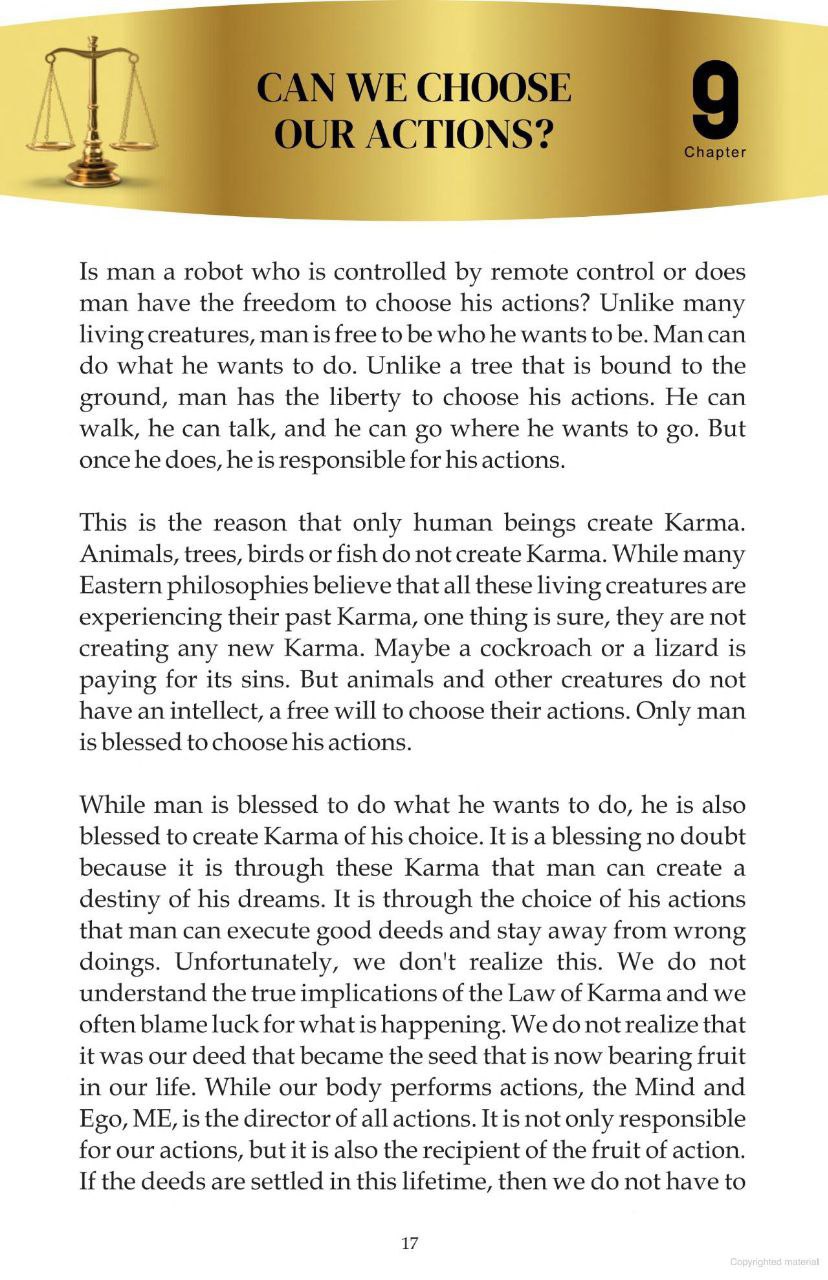 CAN WE CHOOSE
OUR ACTIONS?
9
Chapter
Is man a robot who is controlled by remote control or does
man have the freedom to choose his actions? Unlike many
living creatures, man is free to be who he wants to be. Man can
do what he wants to do. Unlike a tree that is bound to the
ground, man has the liberty to choose his actions. He can
walk, he can talk, and he can go where he wants to go. But
once he does, he is responsible for his actions.
This is the reason that only human beings create Karma.
Animals, trees, birds or fish do not create Karma. While many
Eastern philosophies believe that all these living creatures are
experiencing their past Karma, one thing is sure, they are not
creating any new Karma. Maybe a cockroach or a lizard is
paying for its sins. But animals and other creatures do not
have an intellect, a free will to choose their actions. Only man
is blessed to choose his actions.
While man is blessed to do what he wants to do, he is also
blessed to create Karma of his choice. It is a blessing no doubt
because it is through these Karma that man can create a
destiny of his dreams. It is through the choice of his actions
that man can execute good deeds and stay away from wrong
doings. Unfortunately, we don't realize this. We do not
understand the true implications of the Law of Karma and we
often blame luck for what is happening. We do not realize that
it was our deed that became the seed that is now bearing fruit
in our life. While our body performs actions, the Mind and
Ego, ME, is the director of all actions. It is not only responsible
for our actions, but it is also the recipient of the fruit of action.
If the deeds are settled in this lifetime, then we do not have to
17
Copyrighted material